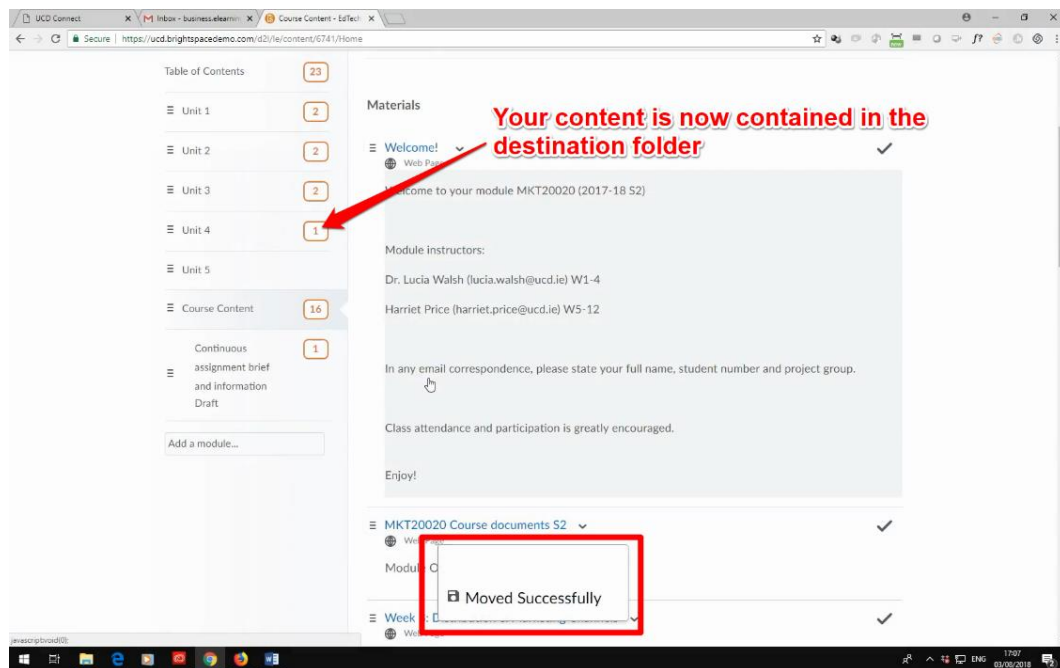 UCD Connect
Inbox - business.elearnin
Course Content - EdTech
Secure | https://ucd.brightspacedemo.com/d2l/le/content/6741/Home
Table of Contents 23
Unit 1 2
Unit 2 2
Unit 3 2
Unit 4 1
Unit 5
Course Content 16
Continuous 1
assignment brief
and information
Draft
Add a module...
Materials
Your content is now contained in the
destination folder
Welcome!
Web Page
Welcome to your module MKT20020 (2017-18 S2)
Module instructors:
Dr. Lucia Walsh (lucia.walsh@ucd.ie) W1-4
Harriet Price (harriet.price@ucd.ie) W5-12
In any email correspondence, please state your full name, student number and project group.
Class attendance and participation is greatly encouraged.
Enjoy!
MKT20020 Course documents S2
Moved Successfully
Week
javascript:void(0);
ENG
17:07
03/08/2018